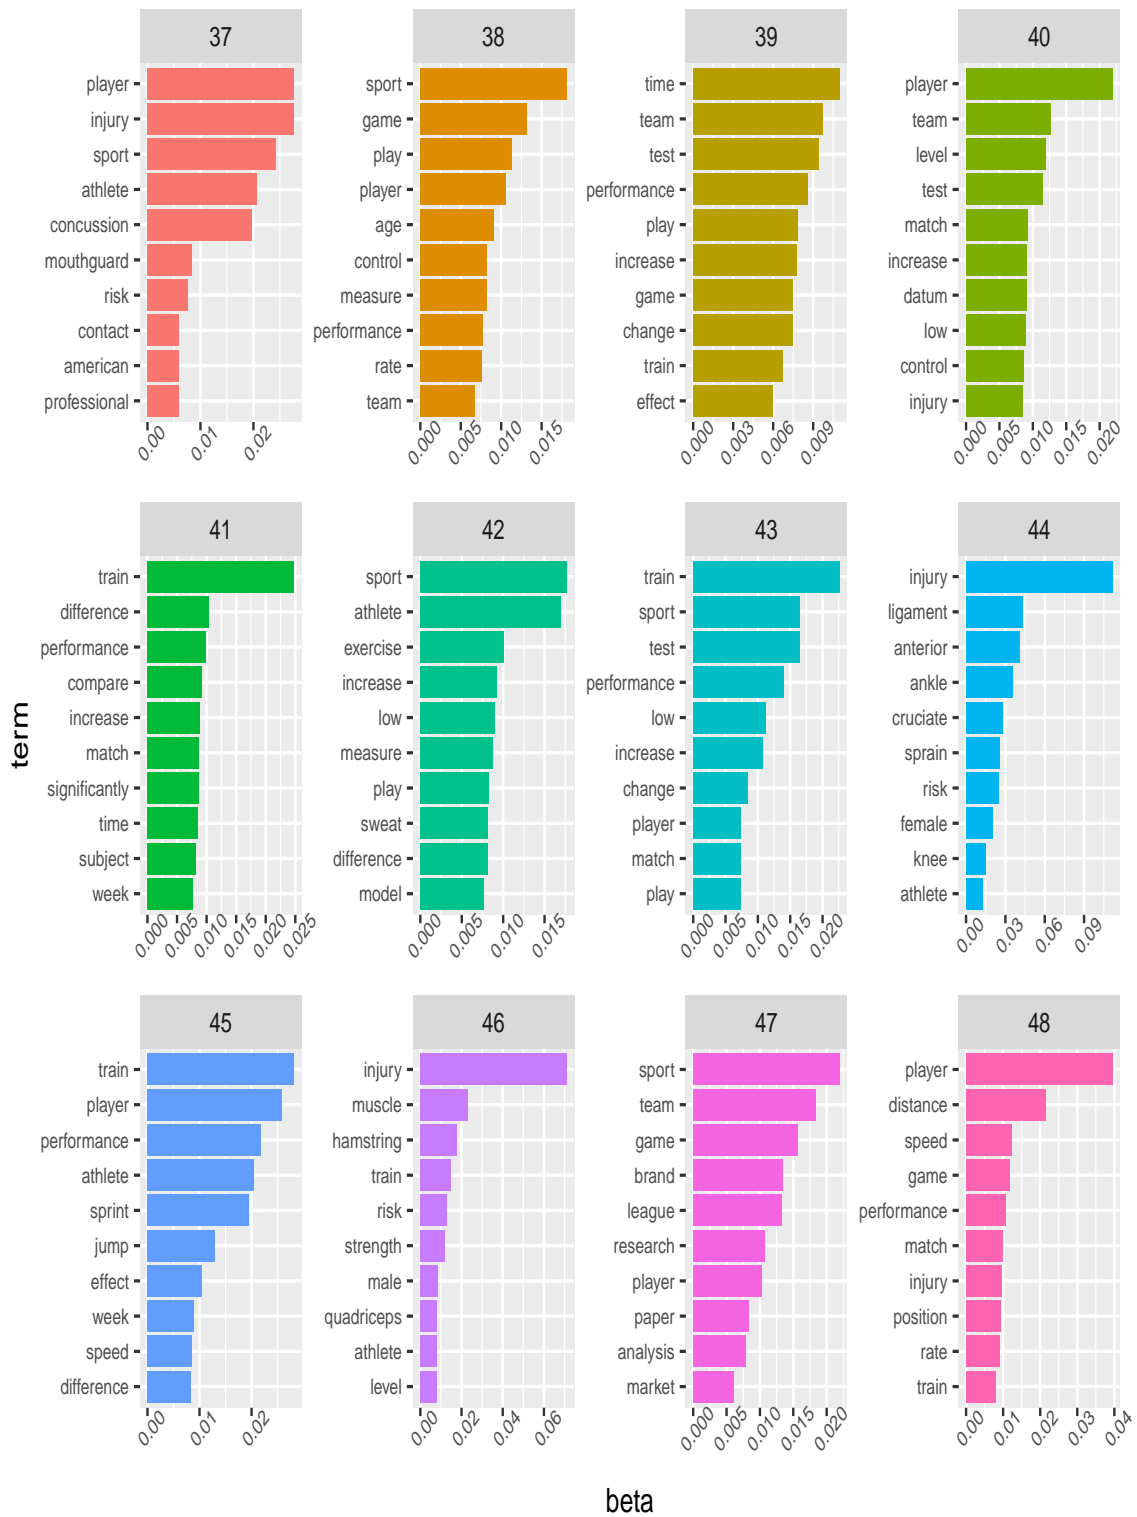 37
player
injury
sport
athlete
concussion
mouthguard
risk
contact
american
professional
0.00 0.01 0.02
38
sport
game
play
player
age
control
measure
performance
rate
team
0.000 0.005 0.010 0.015
39
time
team
test
performance
play
increase
game
change
train
effect
0.000 0.003 0.006 0.009
40
player
team
level
test
match
increase
datum
low
control
injury
0.000 0.005 0.010 0.015 0.020
term
41
train
difference
performance
compare
increase
match
significantly
time
subject
week
0.000 0.005 0.010 0.015 0.020 0.025
42
sport
athlete
exercise
increase
low
measure
play
sweat
difference
model
0.000 0.005 0.010 0.015
43
train
sport
test
performance
low
increase
change
player
match
play
0.000 0.005 0.010 0.015 0.020
44
injury
ligament
anterior
ankle
cruciate
sprain
risk
female
knee
athlete
0.00 0.03 0.06 0.09
45
train
player
performance
athlete
sprint
jump
effect
week
speed
difference
0.00 0.01 0.02
46
injury
muscle
hamstring
train
risk
strength
male
quadriceps
athlete
level
0.00 0.02 0.04 0.06
47
sport
team
game
brand
league
research
player
paper
analysis
market
0.000 0.005 0.010 0.015 0.020
48
player
distance
speed
game
performance
match
injury
position
rate
train
0.00 0.01 0.02 0.03 0.04
beta